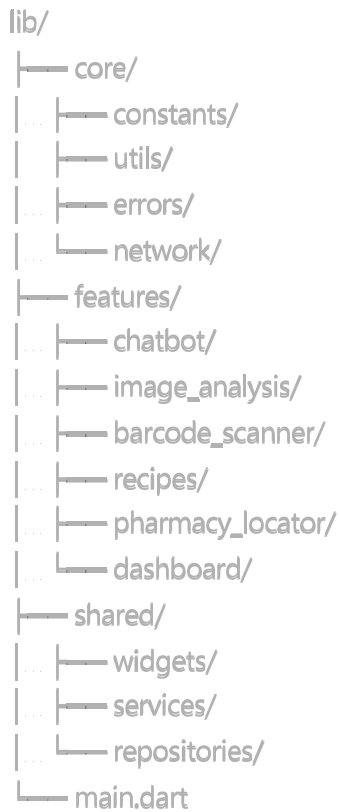 lib/
├── core/
│   ├── constants/
│   ├── utils/
│   ├── errors/
│   └── network/
├── features/
│   ├── chatbot/
│   ├── image_analysis/
│   ├── barcode_scanner/
│   ├── recipes/
│   ├── pharmacy_locator/
│   └── dashboard/
├── shared/
│   ├── widgets/
│   ├── services/
│   └── repositories/
└── main.dart